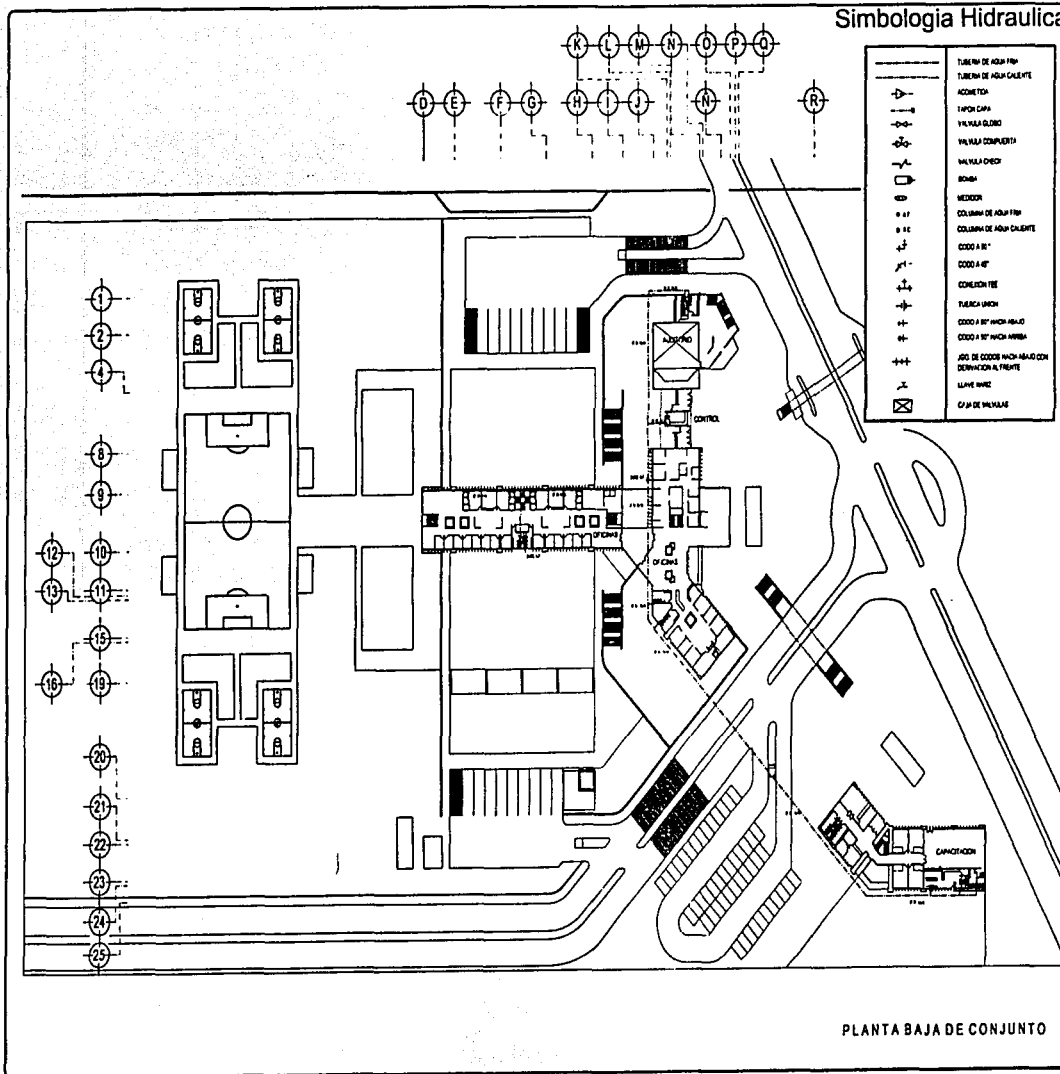 Simbologia Hidraulica
K L M N O P Q
D E F G H I J Ñ R
TUBERIA DE AGUA FRIA
TUBERIA DE AGUA CALIENTE
ACOMETIDA
TAPON CAPA
VALVULA GLOBO
VALVULA COMPUERTA
VALVULA CHECK
BOMBA
MEDIDOR
A F COLUMNA DE AGUA FRIA
A C COLUMNA DE AGUA CALIENTE
CODO A 90°
CODO A 45°
CONEXION TEE
TUERCA UNION
CODO A 90° HACIA ABAJO
CODO A 90° HACIA ARRIBA
JGO. DE CODOS HACIA ABAJO CON
DERIVACION AL FRENTE
LLAVE NARIZ
CAJA DE VALVULAS
1
2
4
8
9
12 10
13 11
15
16 19
20
21
22
23
24
25
AUDITORIO
CONTROL
OFICINAS
OFICINAS
CAPACITACION
PLANTA BAJA DE CONJUNTO